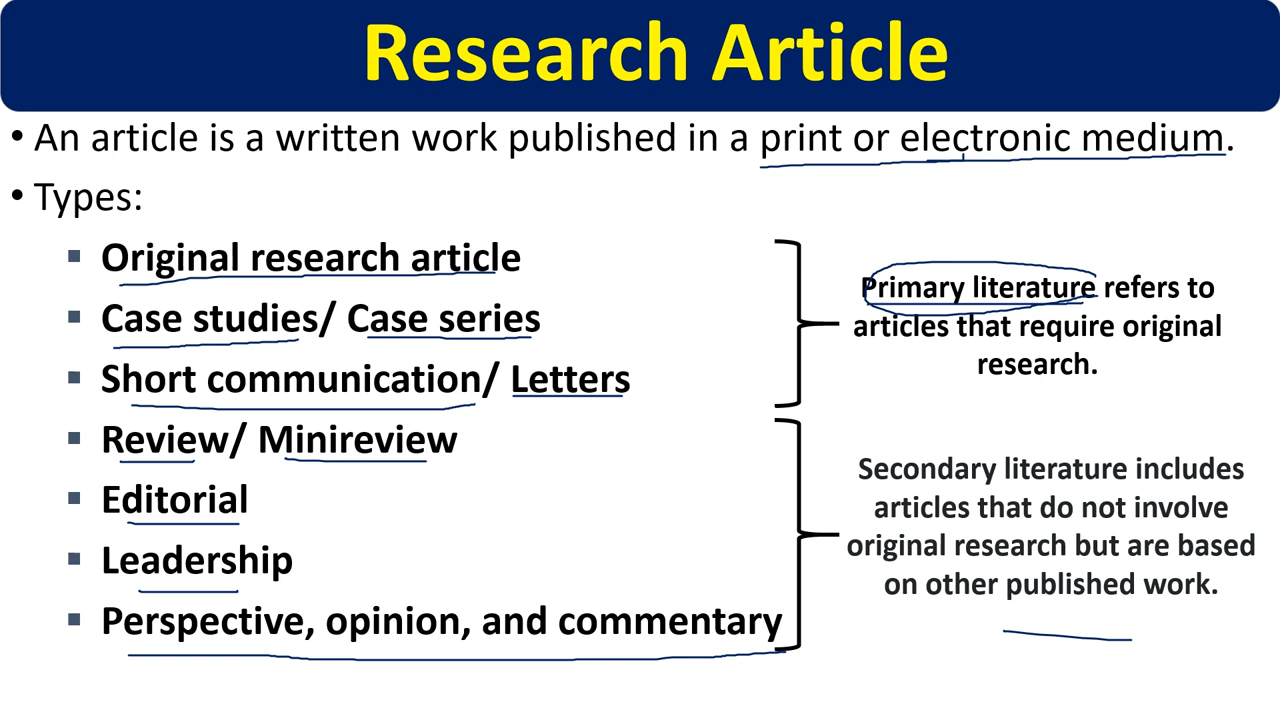 Research Article
• An article is a written work published in a print or electronic medium.
• Types:
▪ Original research article
▪ Case studies/ Case series
▪ Short communication/ Letters
▪ Review/ Minireview
▪ Editorial
▪ Leadership
▪ Perspective, opinion, and commentary
Primary literature refers to
articles that require original
research.
Secondary literature includes
articles that do not involve
original research but are based
on other published work.